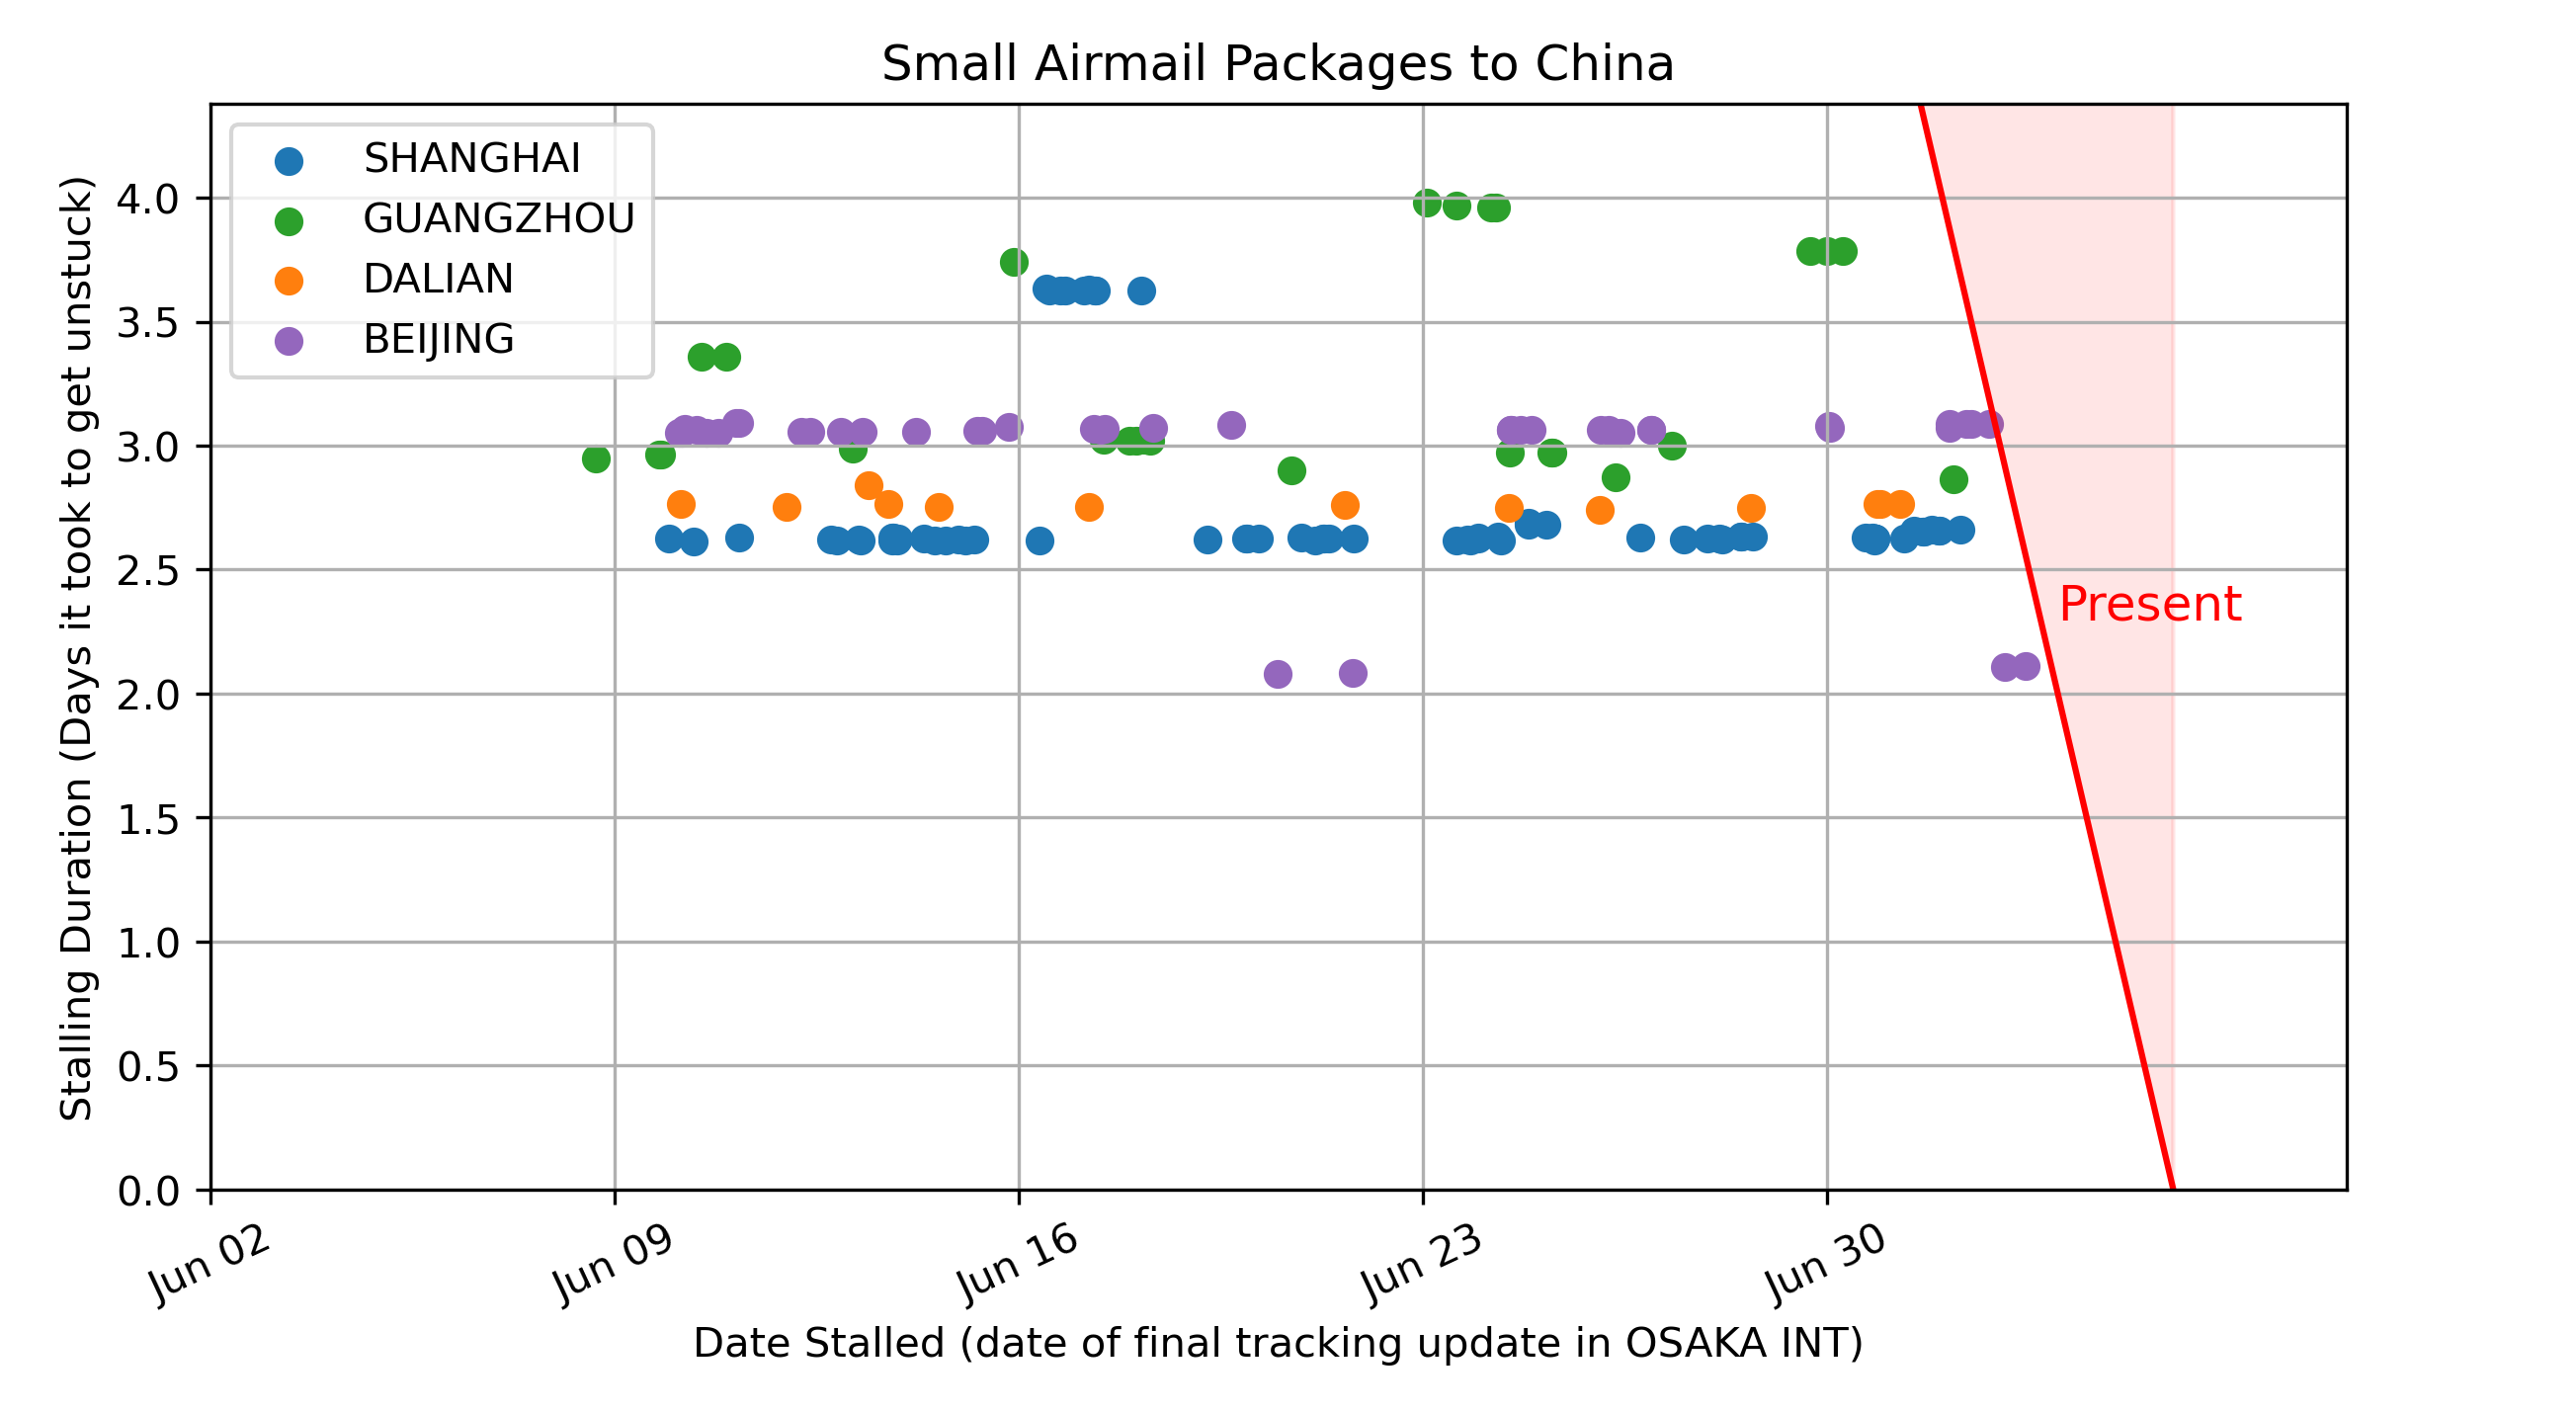 Small Airmail Packages to China
SHANGHAI
GUANGZHOU
DALIAN
BEIJING
Stalling Duration (Days it took to get unstuck)
4.0
3.5
3.0
2.5
2.0
1.5
1.0
0.5
0.0
Present
Jun 02
Jun 09
Jun 16
Jun 23
Jun 30
Date Stalled (date of final tracking update in OSAKA INT)